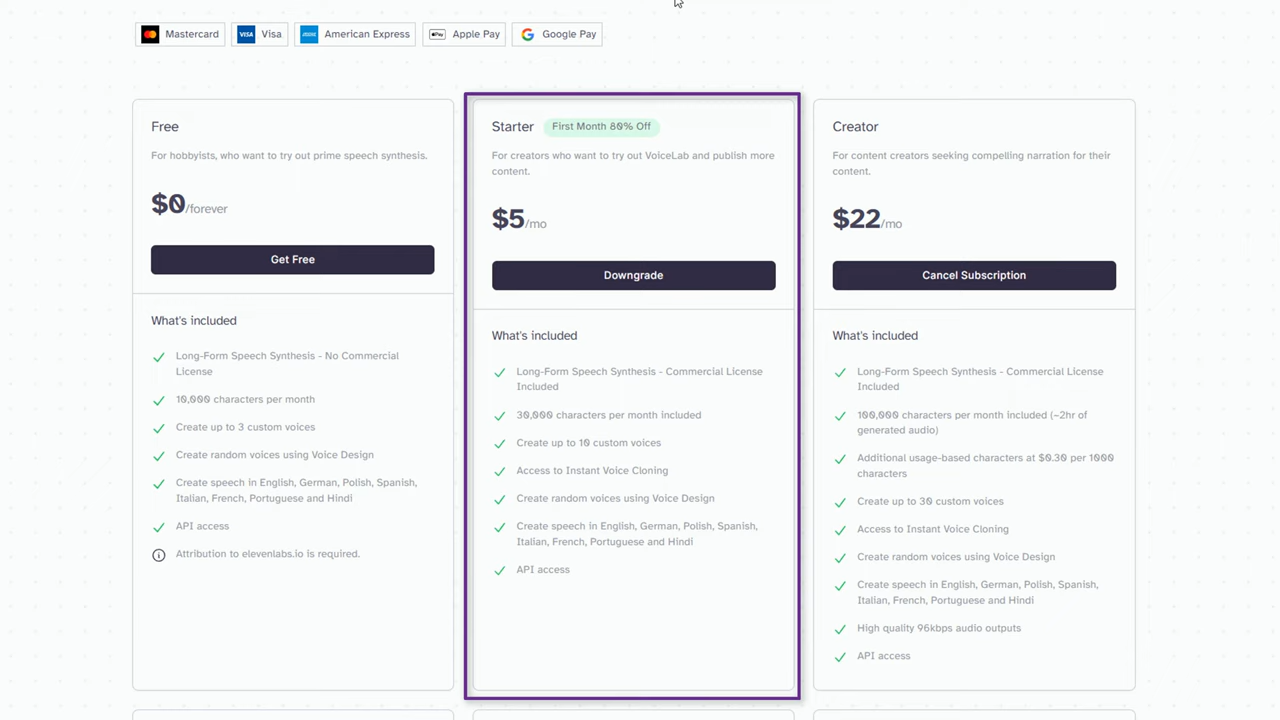 Mastercard
VISA
Visa
American Express
Pay
Apple Pay
Google Pay
Free
For hobbyists, who want to try out prime speech synthesis.
$0/forever
Get Free
What's included
Long-Form Speech Synthesis - No Commercial
License
10,000 characters per month
Create up to 3 custom voices
Create random voices using Voice Design
Create speech in English, German, Polish, Spanish,
Italian, French, Portuguese and Hindi
API access
Attribution to elevenlabs.io is required.
Starter
First Month 80% Off
For creators who want to try out VoiceLab and publish more
content.
$5/mo
Downgrade
What's included
Long-Form Speech Synthesis - Commercial License
Included
30,000 characters per month included
Create up to 10 custom voices
Access to Instant Voice Cloning
Create random voices using Voice Design
Create speech in English, German, Polish, Spanish,
Italian, French, Portuguese and Hindi
API access
Creator
For content creators seeking compelling narration for their
content.
$22/mo
Cancel Subscription
What's included
Long-Form Speech Synthesis - Commercial License
Included
100,000 characters per month included (~2hr of
generated audio)
Additional usage-based characters at $0.30 per 1000
characters
Create up to 30 custom voices
Access to Instant Voice Cloning
Create random voices using Voice Design
Create speech in English, German, Polish, Spanish,
Italian, French, Portuguese and Hindi
High quality 96kbps audio outputs
API access